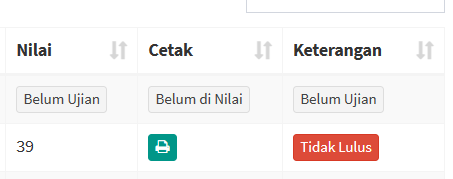 Nilai Cetak Keterangan
Belum Ujian Belum di Nilai Belum Ujian
39 Tidak Lulus